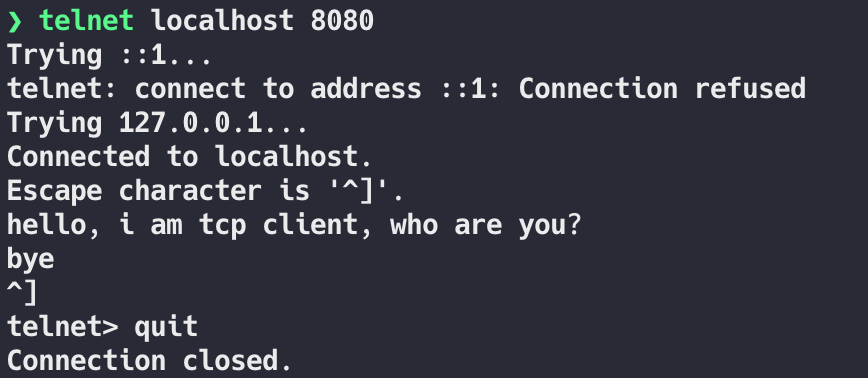 ❯ telnet localhost 8080
Trying ::1...
telnet: connect to address ::1: Connection refused
Trying 127.0.0.1...
Connected to localhost.
Escape character is '^]'.
hello, i am tcp client, who are you?
bye
^]
telnet> quit
Connection closed.